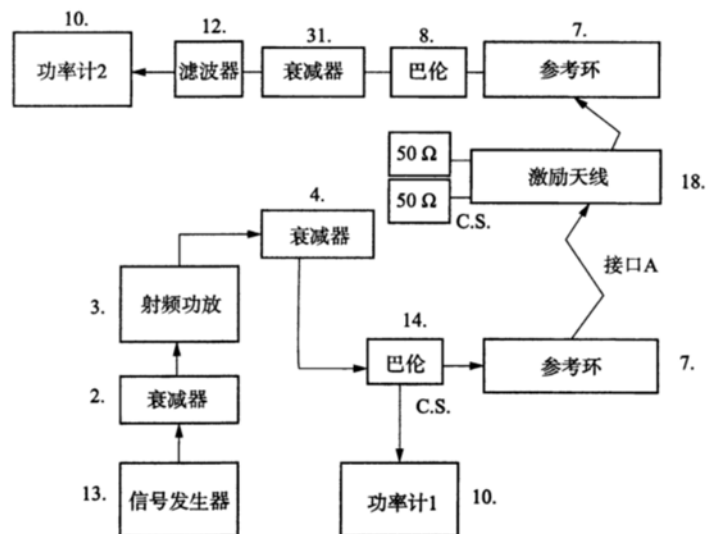 10.
功率计2
12.
滤波器
31.
衰减器
8.
巴伦
7.
参考环
50 Ω
50 Ω
C.S.
激励天线
18.
4.
衰减器
接口A
3.
射频功放
14.
巴伦
C.S.
参考环
7.
2.
衰减器
13.
信号发生器
功率计1
10.